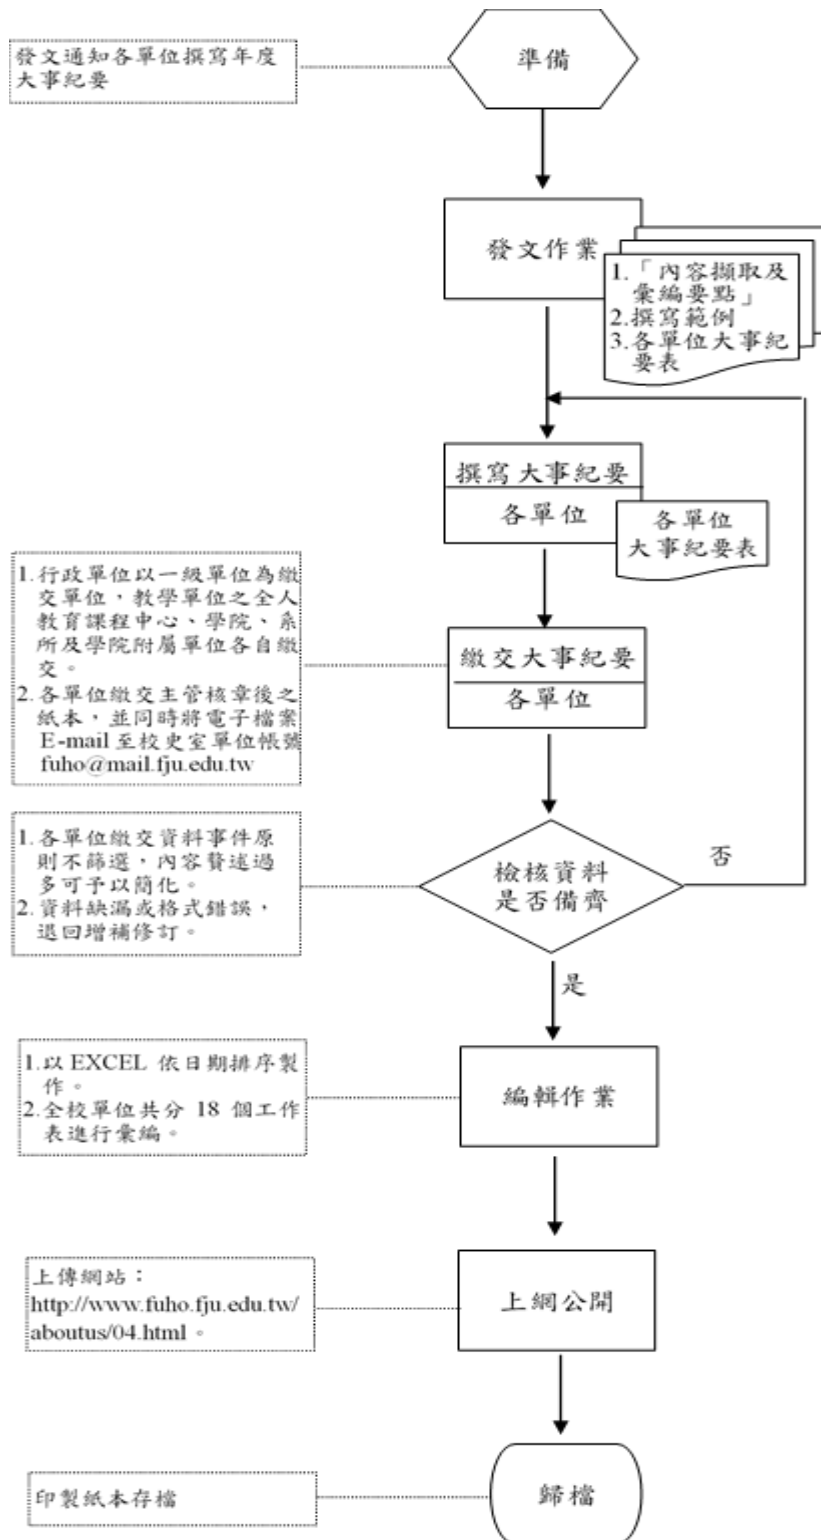 準備
發文通知各單位撰寫年度
大事紀要
發文作業
1.「內容擷取及
彙編要點」
2.撰寫範例
3.各單位大事紀
要表
撰寫大事紀要
各單位
各單位
大事紀要表
1. 行政單位以一級單位為繳
交單位，教學單位之全人
教育課程中心、學院、系
所及學院附屬單位各自繳
交。
2. 各單位繳交主管核章後之
紙本，並同時將電子檔案
E-mail 至校史室單位帳號
fuho@mail.fju.edu.tw
繳交大事紀要
各單位
1. 各單位繳交資料事件原
則不篩選，內容贅述過
多可予以簡化。
2. 資料缺漏或格式錯誤，
退回增補修訂。
檢核資料
是否備齊
否
是
1.以 EXCEL 依日期排序製
作。
2.全校單位共分 18 個工作
表進行彙編。
編輯作業
上傳網站：
http://www.fuho.fju.edu.tw/
aboutus/04.html。
上網公開
印製紙本存檔
歸檔